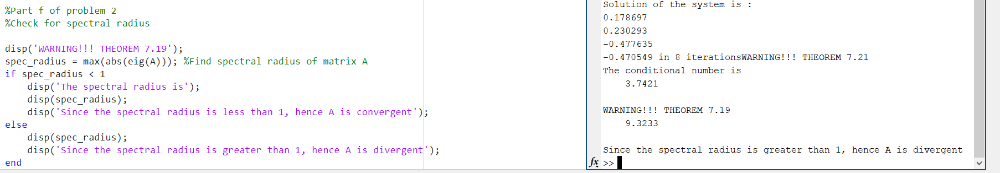 %Part f of problem 2
%Check for spectral radius
disp('WARNING!!! THEOREM 7.19');
spec_radius = max(abs(eig(A))); %Find spectral radius of matrix A
if spec_radius < 1
    disp('The spectral radius is');
    disp(spec_radius);
    disp('Since the spectral radius is less than 1, hence A is convergent');
else
    disp(spec_radius);
    disp('Since the spectral radius is greater than 1, hence A is divergent');
end
Solution of the system is :
0.178697
0.230293
-0.477635
-0.470549 in 8 iterationsWARNING!!! THEOREM 7.21
The conditional number is
    3.7421
WARNING!!! THEOREM 7.19
    9.3233
Since the spectral radius is greater than 1, hence A is divergent
fx >>